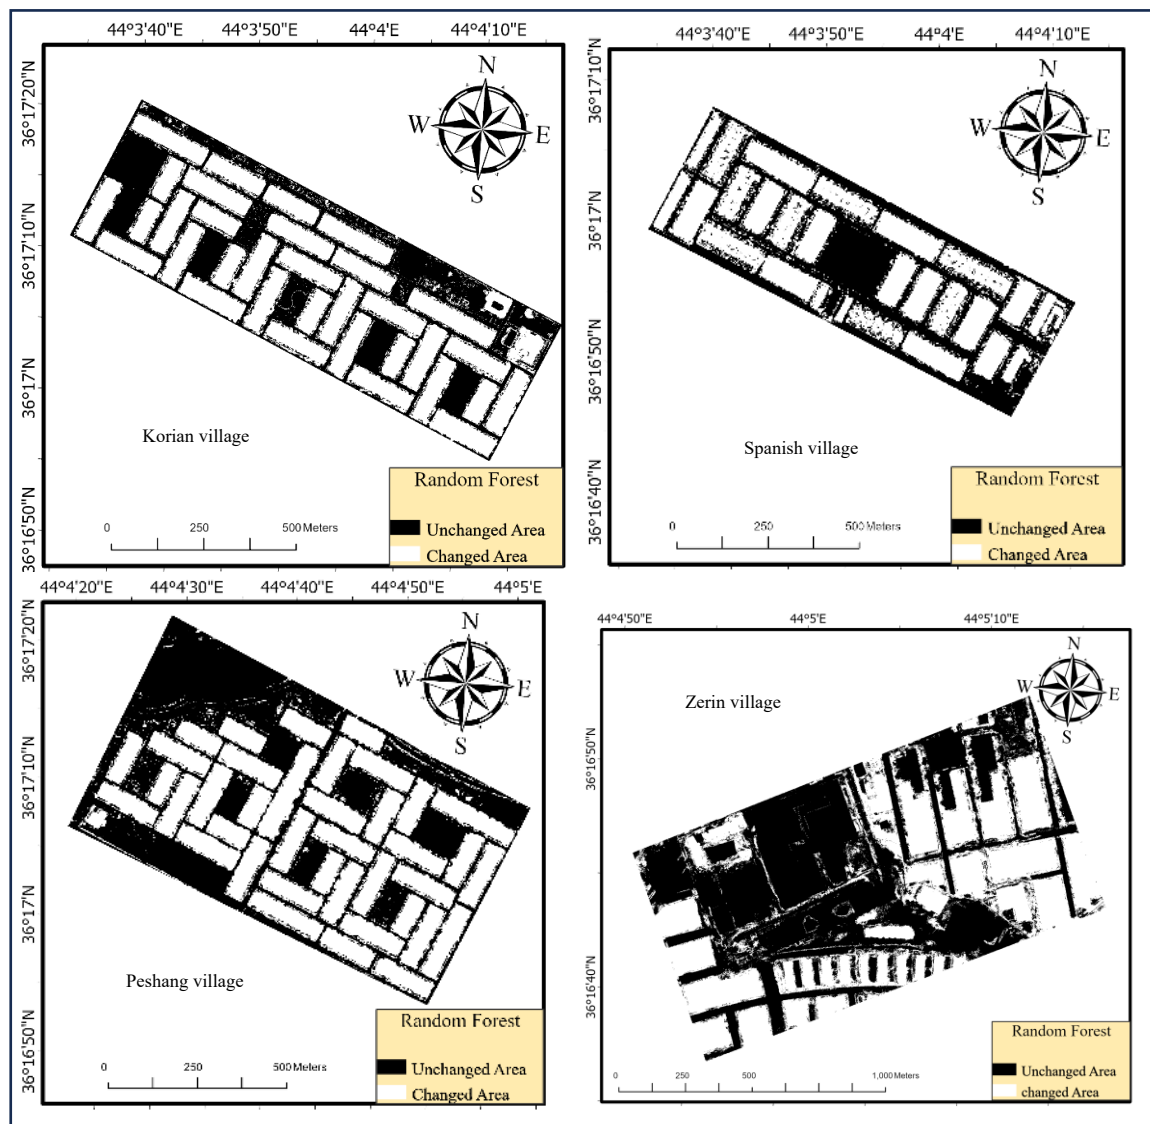 44°3'40"E 44°3'50"E 44°4'E 44°4'10"E
36°17'20"N
36°17'10"N
36°17'N
36°16'50"N
N
W E
S
Korian village
0 250 500 Meters
Random Forest
Unchanged Area
Changed Area
44°3'40"E 44°3'50"E 44°4'E 44°4'10"E
36°17'10"N
36°17'N
36°16'50"N
36°16'40"N
N
W E
S
Spanish village
0 250 500 Meters
Random Forest
Unchanged Area
Changed Area
44°4'20"E 44°4'30"E 44°4'40"E 44°4'50"E 44°5'E
36°17'20"N
36°17'10"N
36°17'N
36°16'50"N
N
W E
S
Peshang village
0 250 500 Meters
Random Forest
Unchanged Area
Changed Area
44°4'50"E 44°5'E 44°5'10"E
36°16'50"N
36°16'40"N
N
W E
S
Zerin village
0 250 500 1,000 Meters
Random Forest
Unchanged Area
changed Area